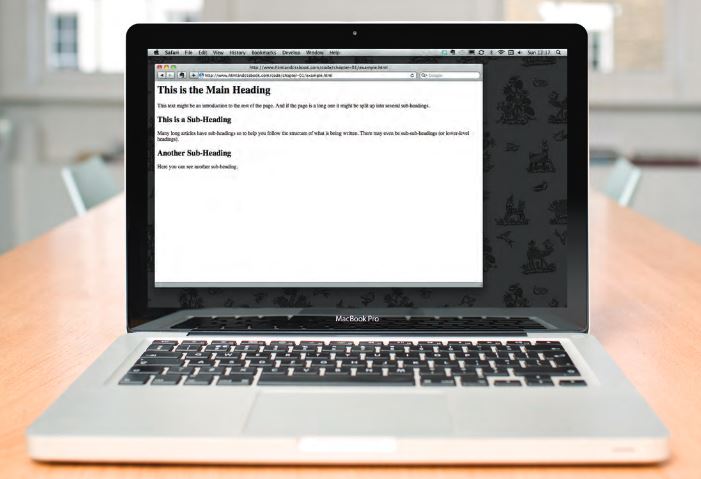 Safari File Edit View History Bookmarks Develop Window Help
Sun 12:17
http://www.htmlandcssbook.com/code/chapter-01/example.html
http://www.htmlandcssbook.com/code/chapter-01/example.html
Google
This is the Main Heading
This text might be an introduction to the rest of the page. And if the page is a long one it might be split up into several sub-headings.
This is a Sub-Heading
Many long articles have sub-headings so to help you follow the structure of what is being written. There may even be sub-sub-headings (or lower-level
headings).
Another Sub-Heading
Here you can see another sub-heading.
MacBook Pro